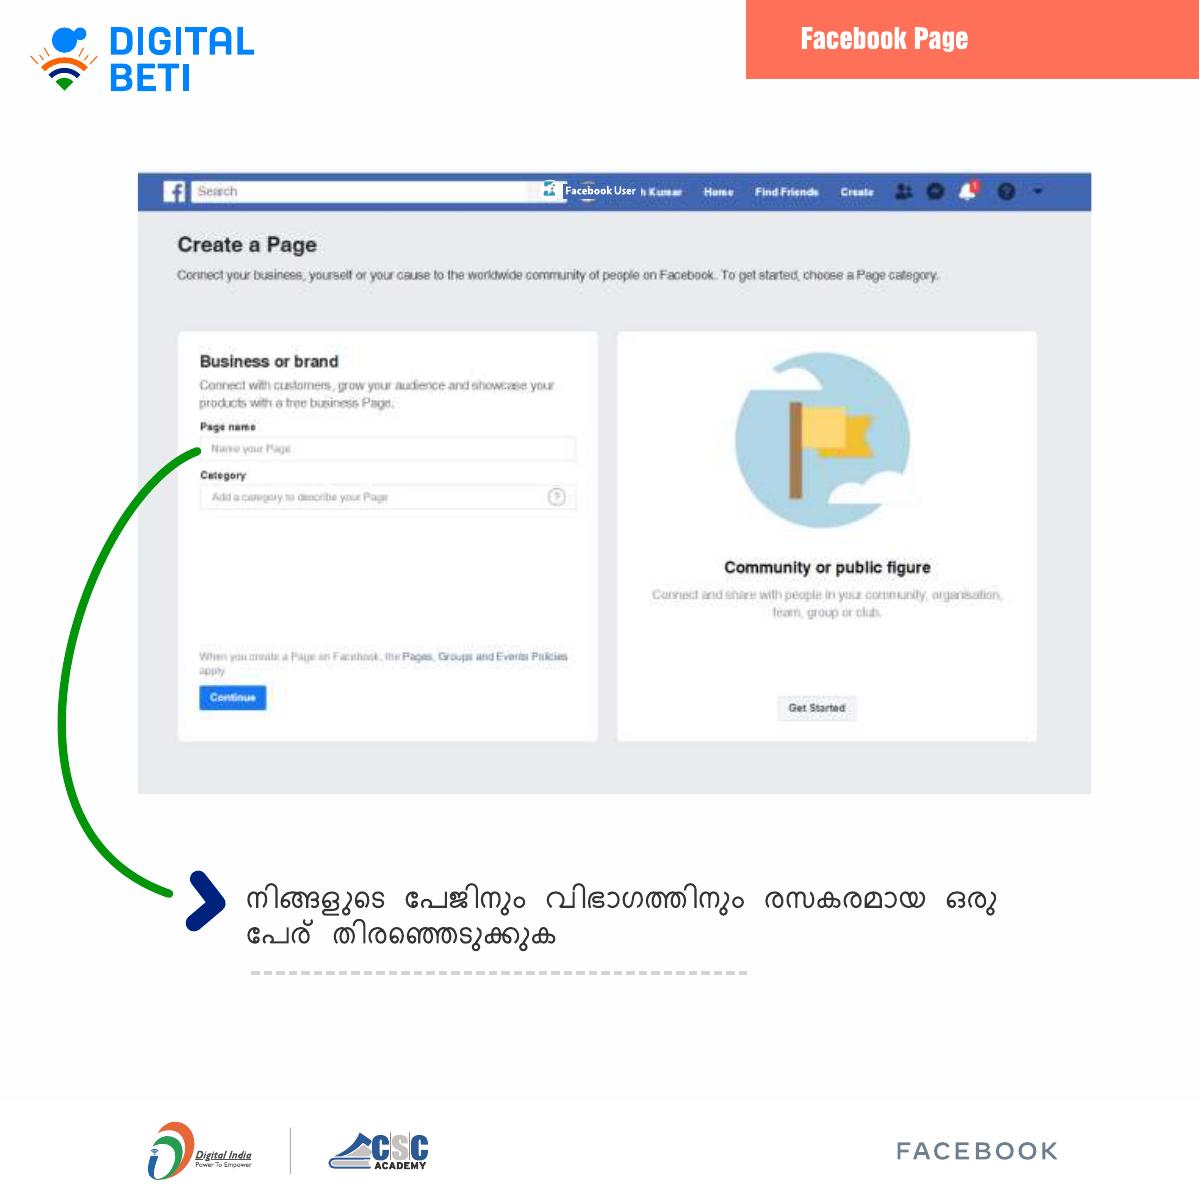 DIGITAL
BETI
Facebook Page
Search
Facebook User
h Kumar
Home
Find Friends
Create
Create a Page
Connect your business, yourself or your cause to the worldwide community of people on Facebook. To get started, choose a Page category.
Business or brand
Connect with customers, grow your audience and showcase your
products with a free business Page.
Page name
Name your Page
Category
Add a category to describe your Page
?
When you create a Page on Facebook, the Pages, Groups and Events Policies
apply
Continue
Community or public figure
Connect and share with people in your community, organisation,
team, group or club.
Get Started
നിങ്ങളുടെ പേജിനും വിഭാഗത്തിനും രസകരമായ ഒരു
പേര് തിരഞ്ഞെടുക്കുക
Digital India
Power To Empower
CSC
ACADEMY
FACEBOOK